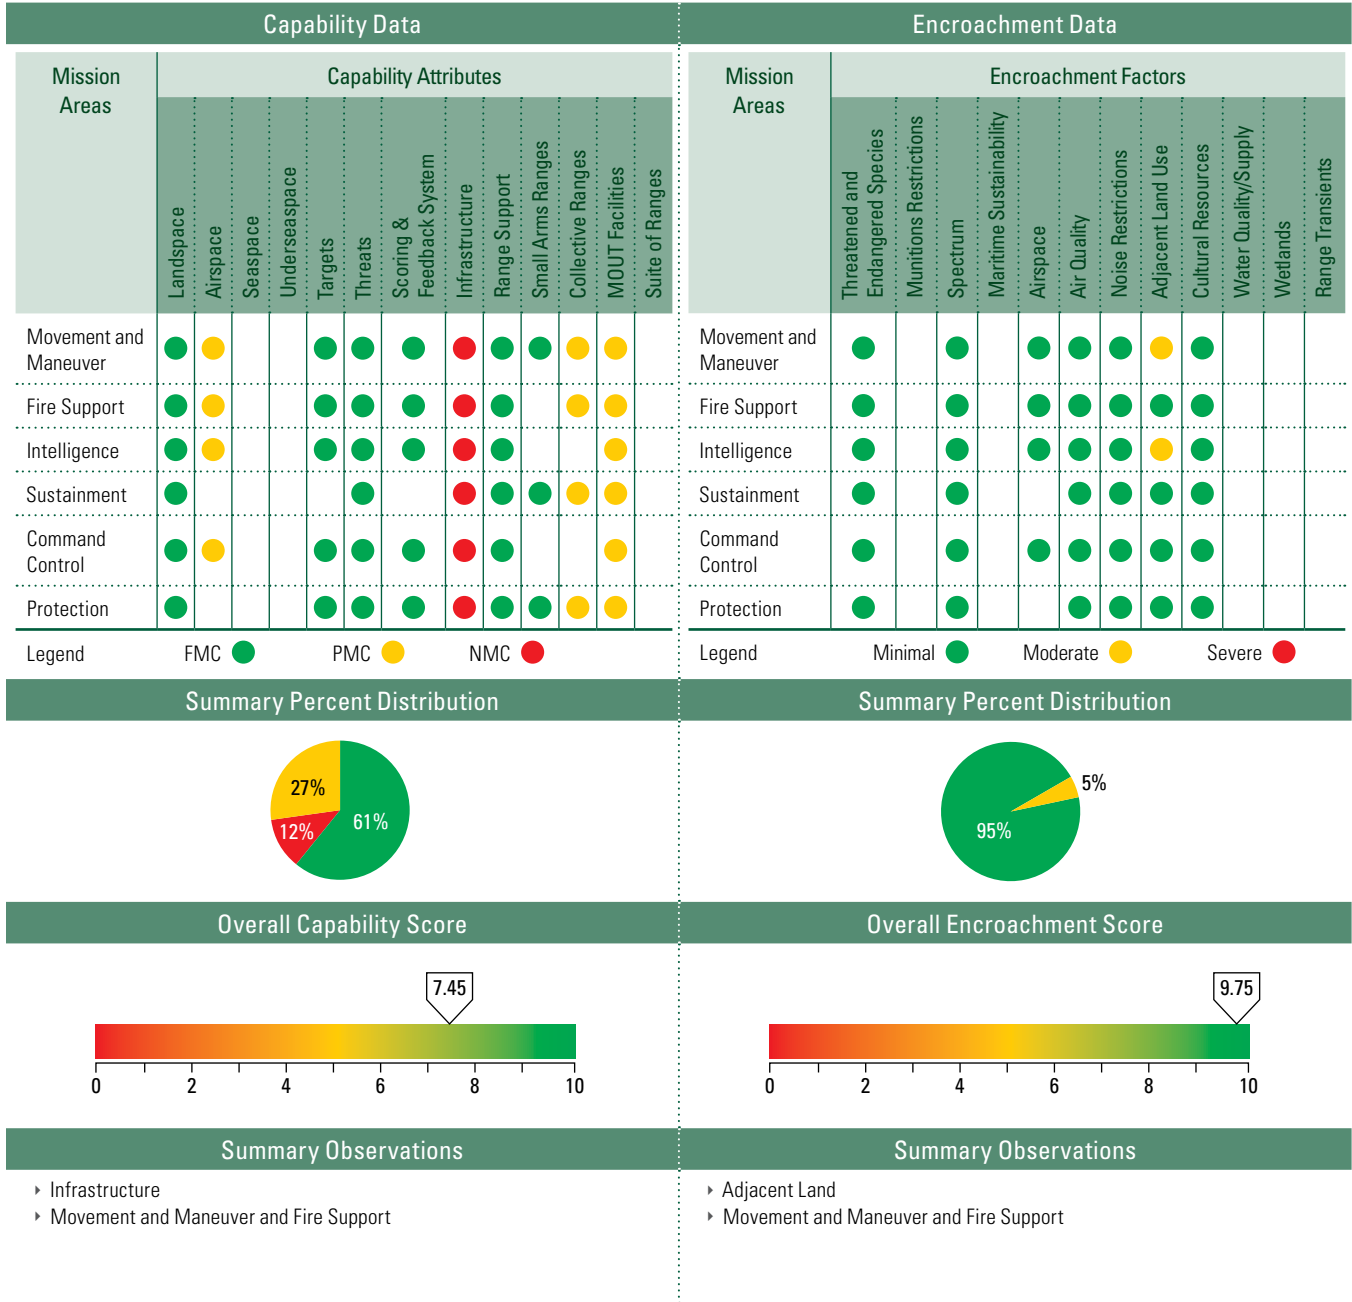 Capability Data
Mission
Areas
Capability Attributes
Landspace
Airspace
Seaspace
Underseaspace
Targets
Threats
Scoring &
Feedback System
Infrastructure
Range Support
Small Arms Ranges
Collective Ranges
MOUT Facilities
Suite of Ranges
Movement and
Maneuver
Fire Support
Intelligence
Sustainment
Command
Control
Protection
Legend FMC PMC NMC
Summary Percent Distribution
27%
12%
61%
Overall Capability Score
7.45
0 2 4 6 8 10
Summary Observations
‣ Infrastructure
‣ Movement and Maneuver and Fire Support
Encroachment Data
Mission
Areas
Encroachment Factors
Threatened and
Endangered Species
Munitions Restrictions
Spectrum
Maritime Sustainability
Airspace
Air Quality
Noise Restrictions
Adjacent Land Use
Cultural Resources
Water Quality/Supply
Wetlands
Range Transients
Movement and
Maneuver
Fire Support
Intelligence
Sustainment
Command
Control
Protection
Legend Minimal Moderate Severe
Summary Percent Distribution
5%
95%
Overall Encroachment Score
9.75
0 2 4 6 8 10
Summary Observations
‣ Adjacent Land
‣ Movement and Maneuver and Fire Support